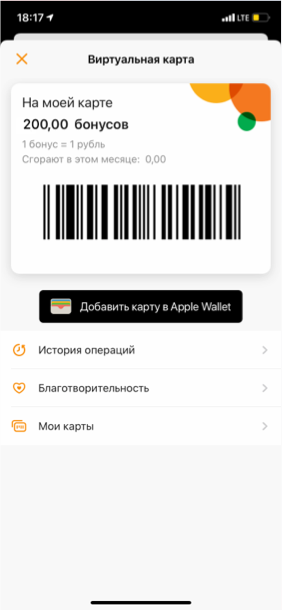 18:17
LTE
Виртуальная карта
На моей карте
200,00 бонусов
1 бонус = 1 рубль
Сгорают в этом месяце: 0,00
Добавить карту в Apple Wallet
История операций
Благотворительность
Мои карты